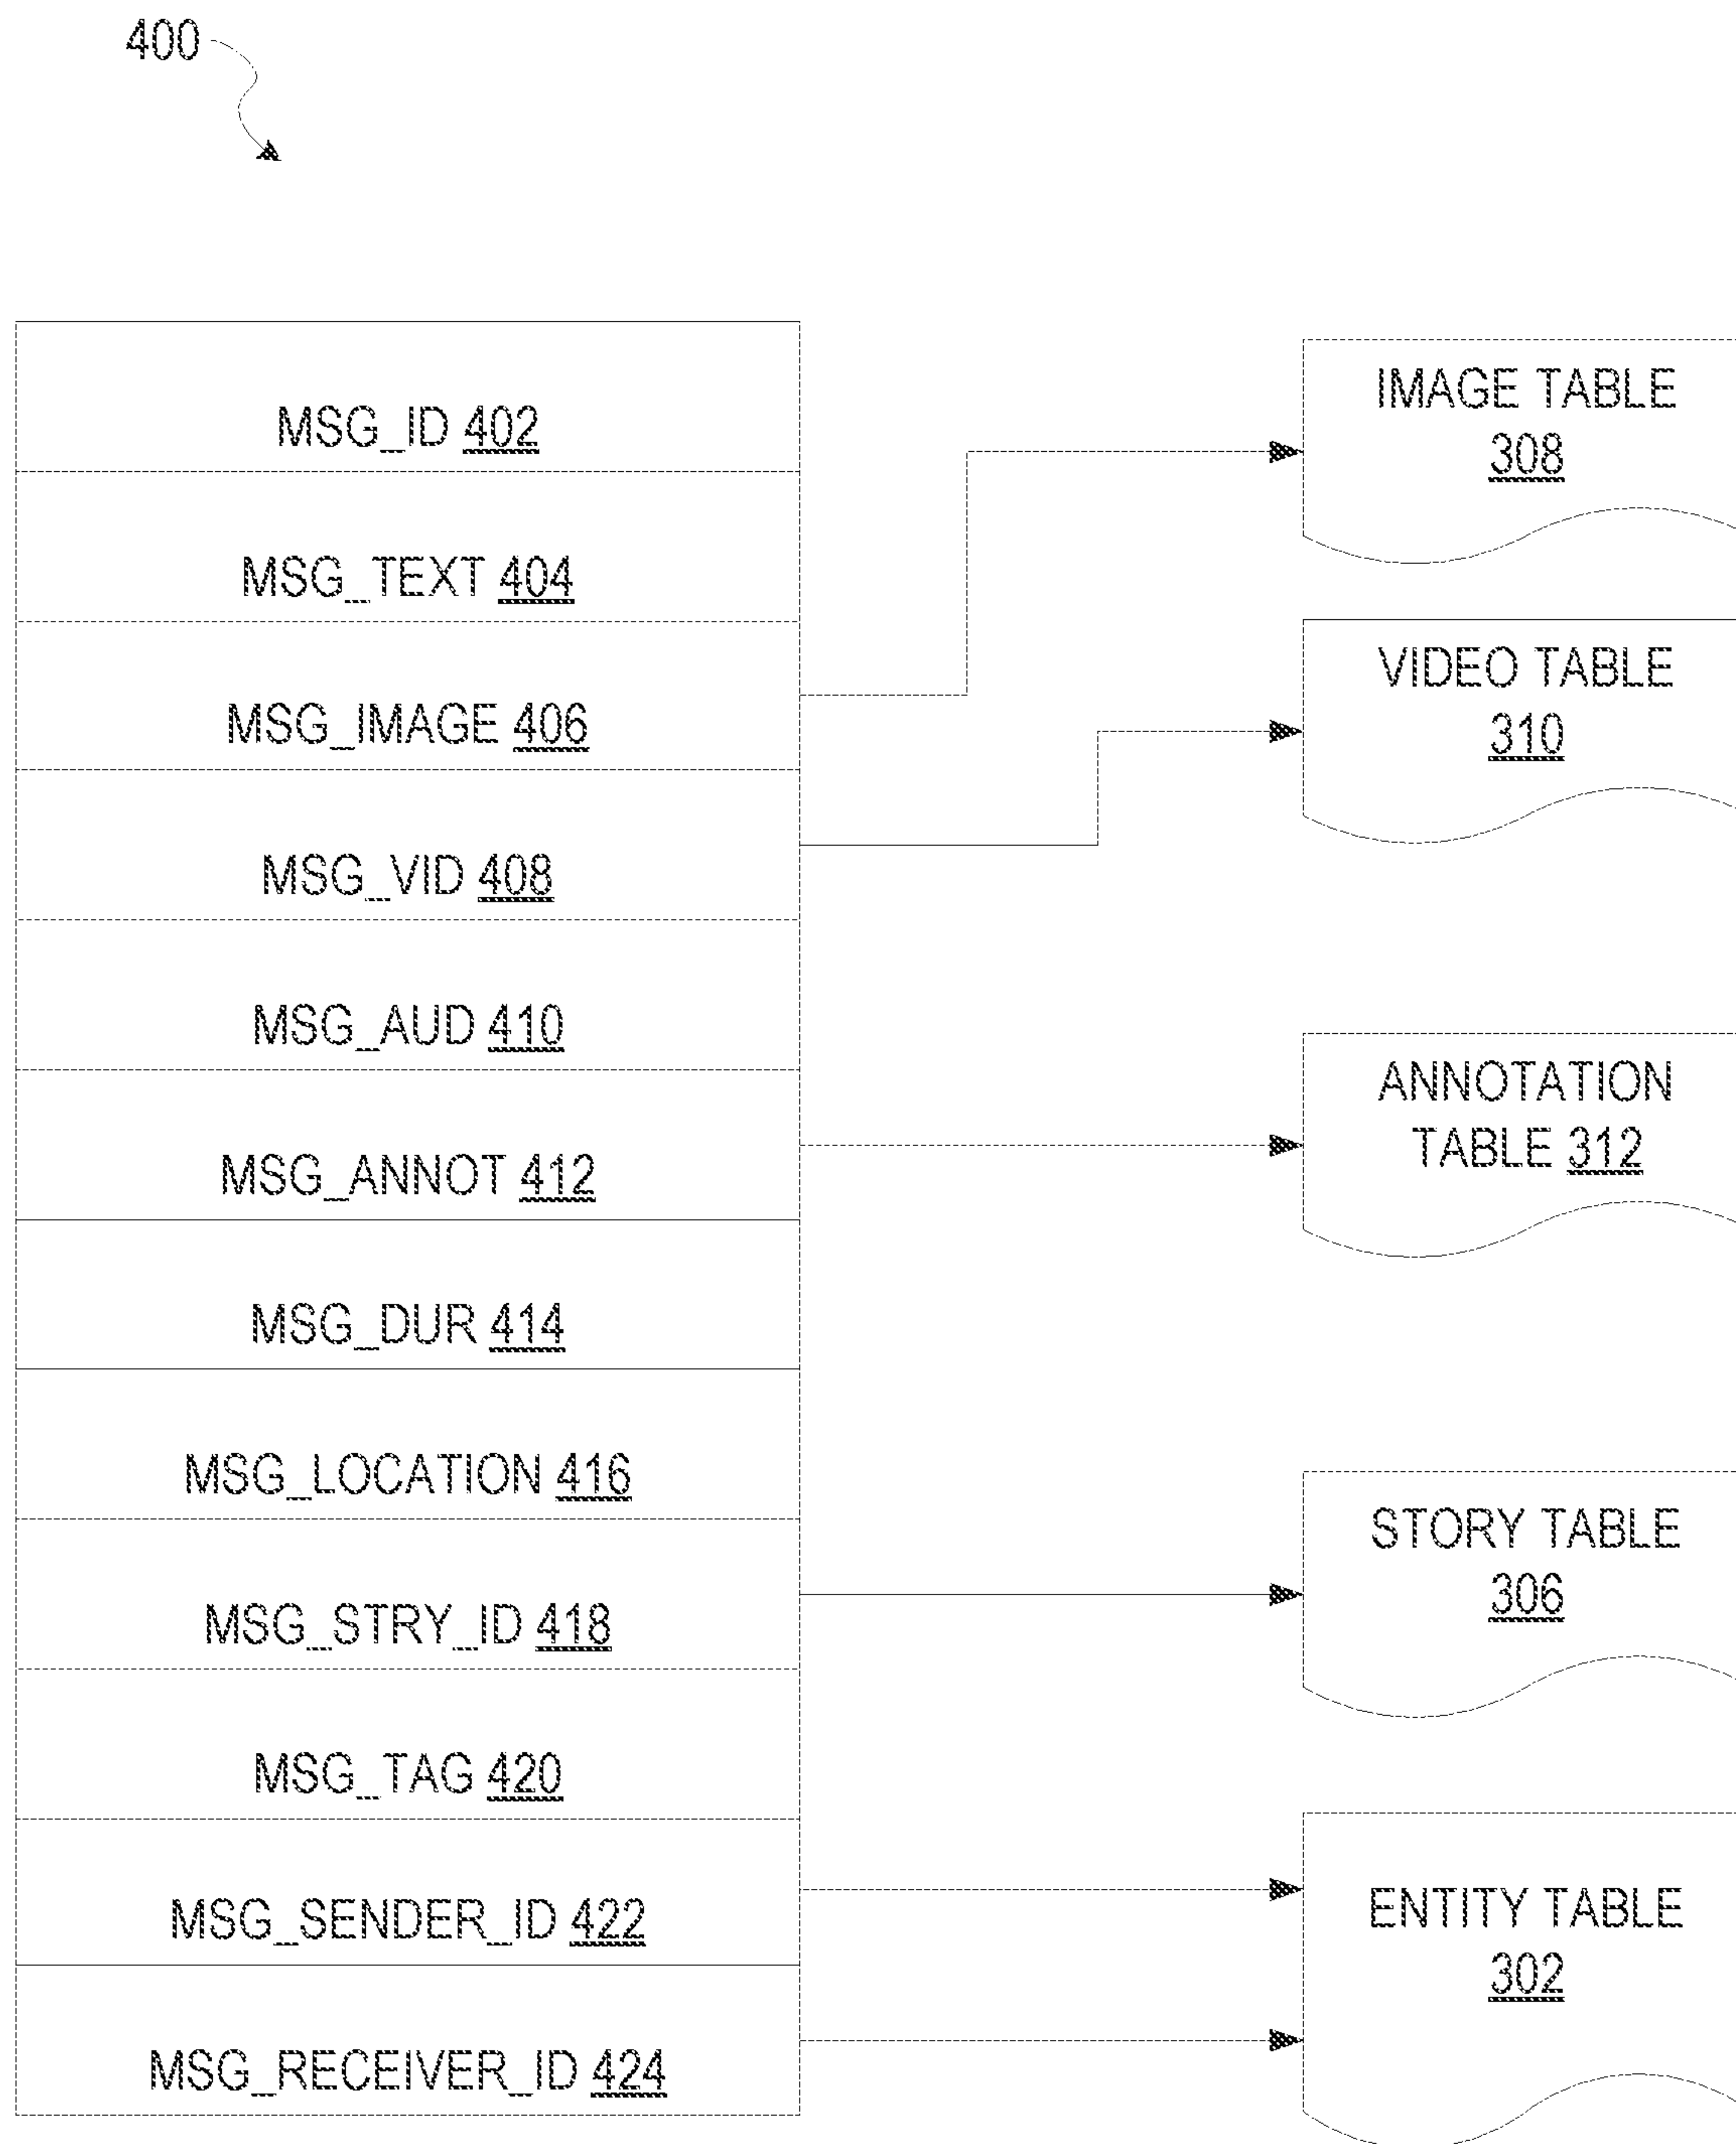 400
MSG_ID 402
MSG_TEXT 404
MSG_IMAGE 406
MSG_VID 408
MSG_AUD 410
MSG_ANNOT 412
MSG_DUR 414
MSG_LOCATION 416
MSG_STRY_ID 418
MSG_TAG 420
MSG_SENDER_ID 422
MSG_RECEIVER_ID 424
IMAGE TABLE
308
VIDEO TABLE
310
ANNOTATION
TABLE 312
STORY TABLE
306
ENTITY TABLE
302